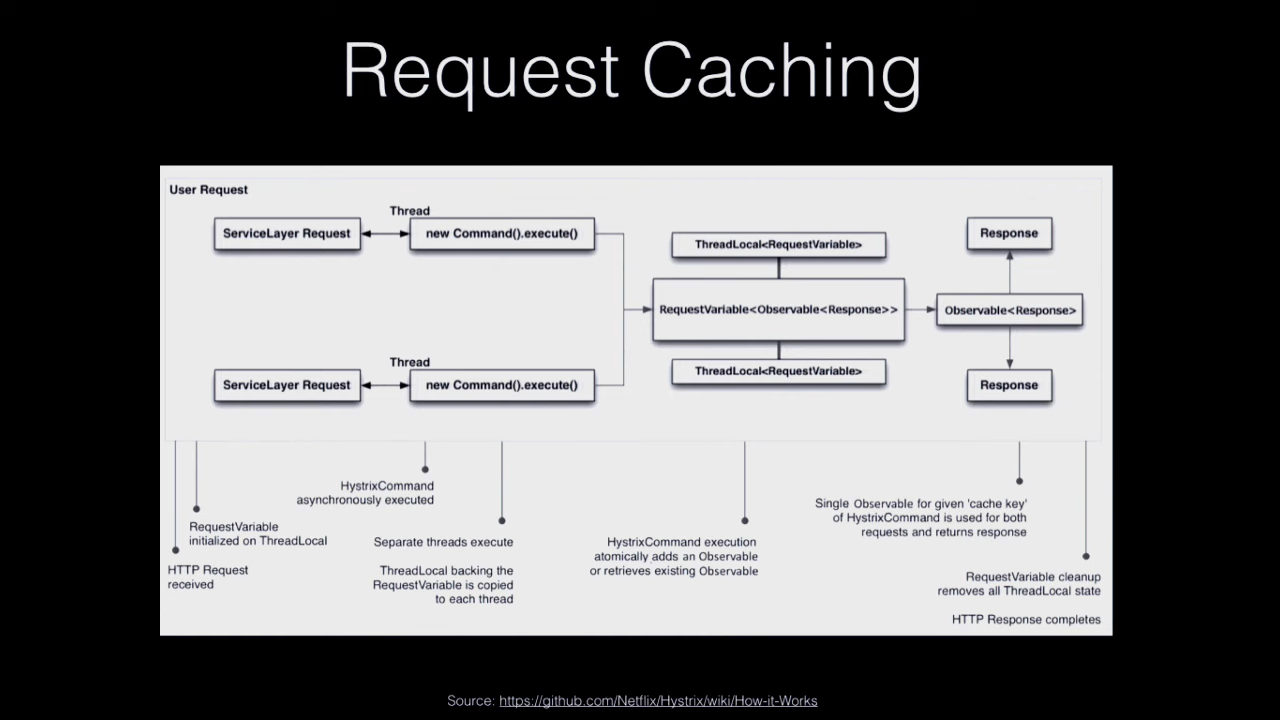 Request Caching
User Request
Thread
ServiceLayer Request
new Command().execute()
ThreadLocal<RequestVariable>
Response
RequestVariable<Observable<Response>>
Observable<Response>
Thread
ServiceLayer Request
new Command().execute()
ThreadLocal<RequestVariable>
Response
HTTP Request
received
RequestVariable
initialized on ThreadLocal
HystrixCommand
asynchronously executed
Separate threads execute
ThreadLocal backing the
RequestVariable is copied
to each thread
HystrixCommand execution
atomically adds an Observable
or retrieves existing Observable
Single Observable for given 'cache key'
of HystrixCommand is used for both
requests and returns response
RequestVariable cleanup
removes all ThreadLocal state
HTTP Response completes
Source: https://github.com/Netflix/Hystrix/wiki/How-it-Works